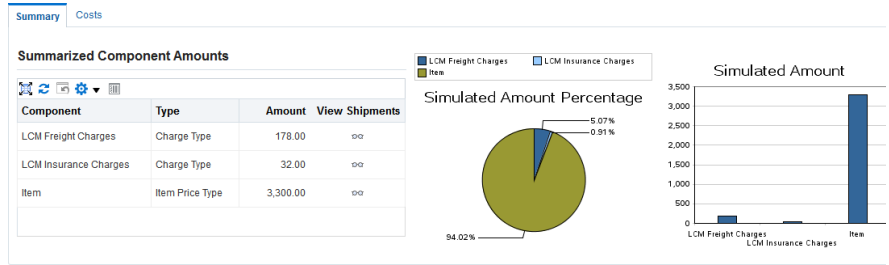 Summary Costs
Summarized Component Amounts
Component Type Amount View Shipments
LCM Freight Charges Charge Type 178.00
LCM Insurance Charges Charge Type 32.00
Item Item Price Type 3,300.00
LCM Freight Charges LCM Insurance Charges
Item
Simulated Amount Percentage
5.07%
0.91%
94.02%
Simulated Amount
3,500
3,000
2,500
2,000
1,500
1,000
500
0
LCM Freight Charges Item
LCM Insurance Charges